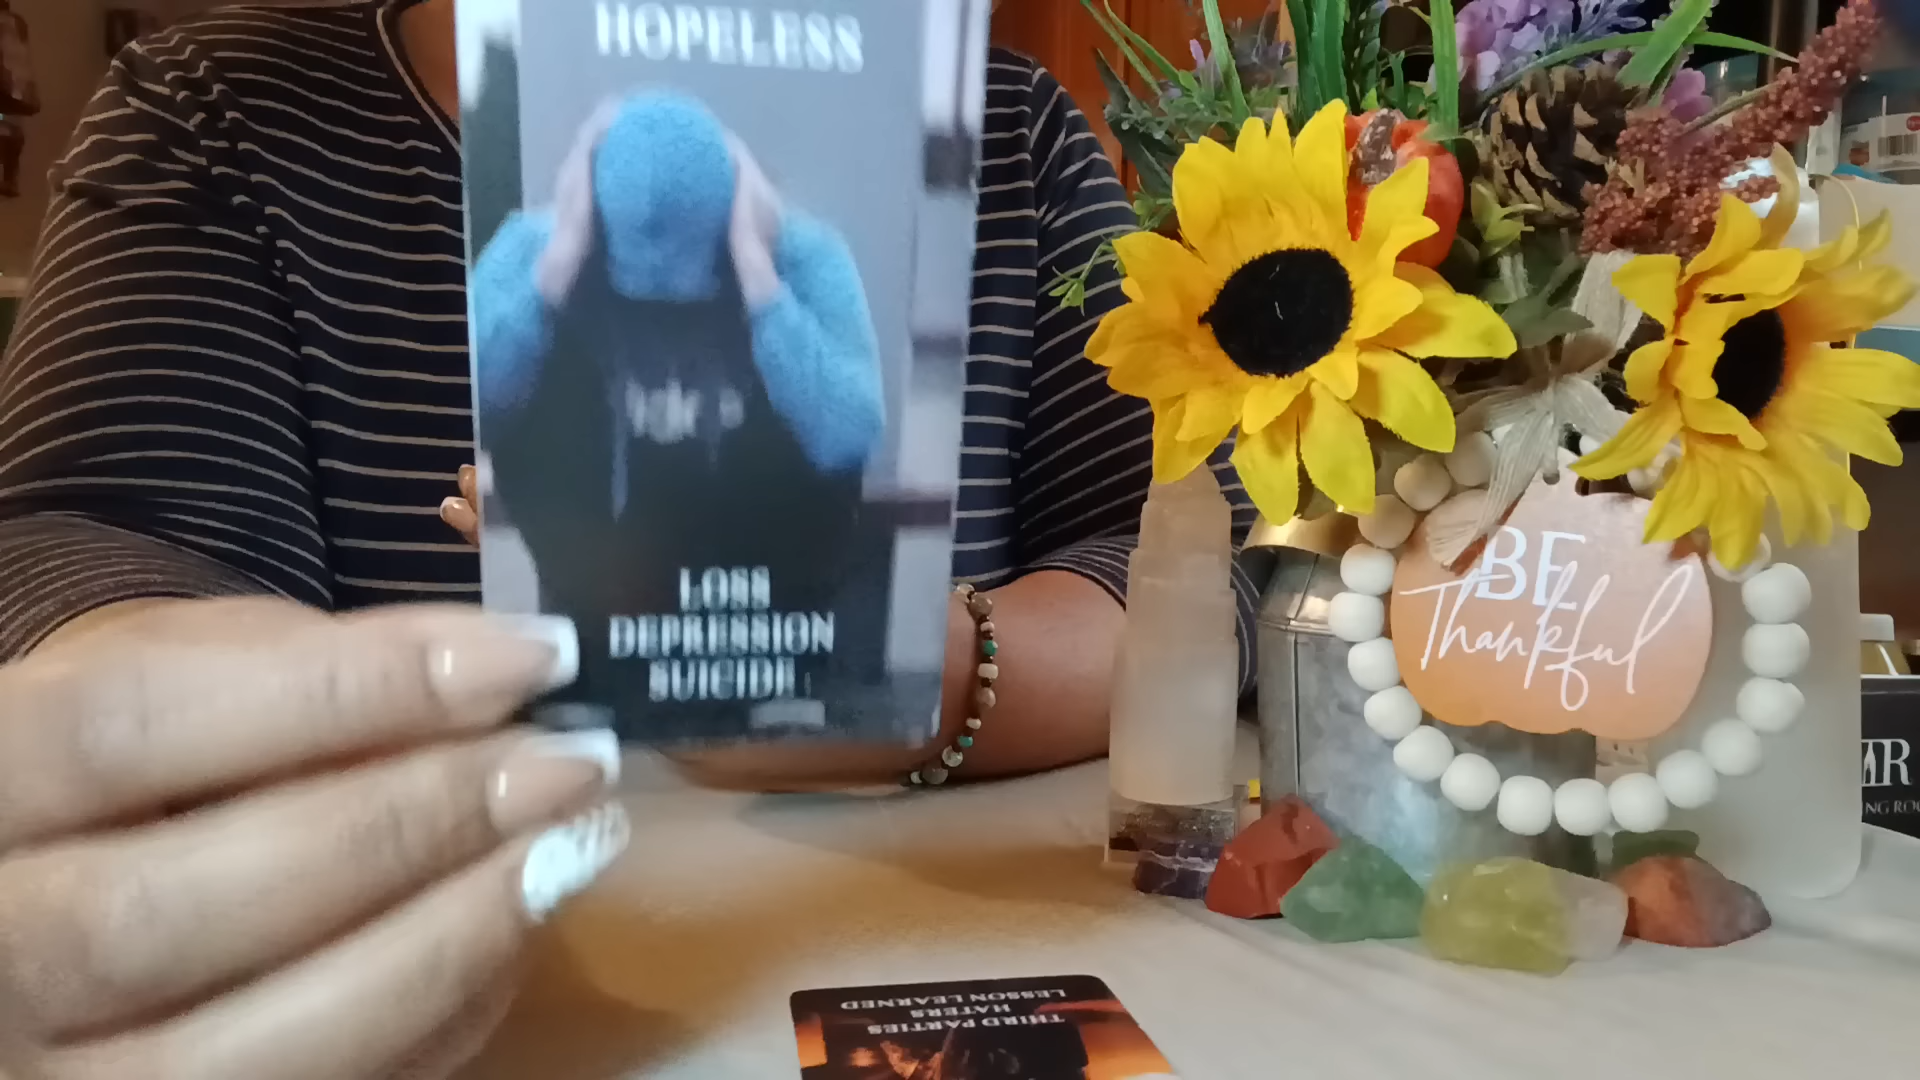 HOPELESS
LOSS
DEPRESSION
SUICIDE
BE
Thankful
THIRD PARTIES
HATERS
LESSON LEARNED